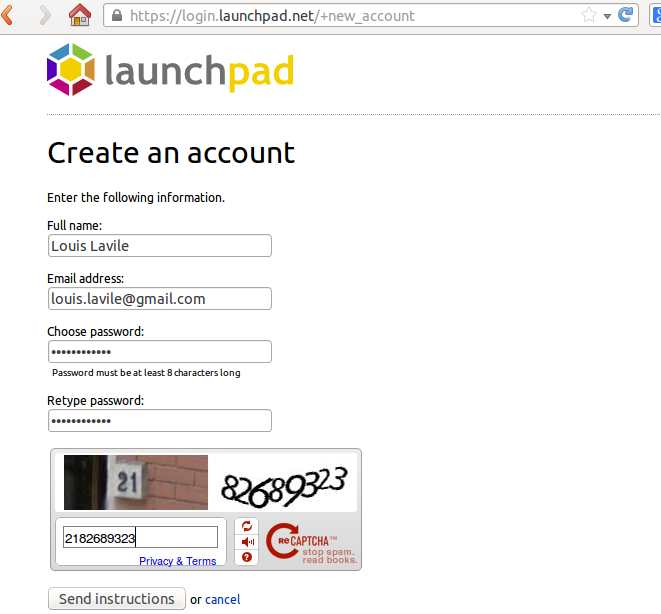 https://login.launchpad.net/+new_account
launchpad
Create an account
Enter the following information.
Full name:
Louis Lavile
Email address:
louis.lavile@gmail.com
Choose password:
••••••••••••
Password must be at least 8 characters long
Retype password:
••••••••••••
21 82689323
2182689323
Privacy & Terms
reCAPTCHA™
stop spam.
read books.
Send instructions or cancel